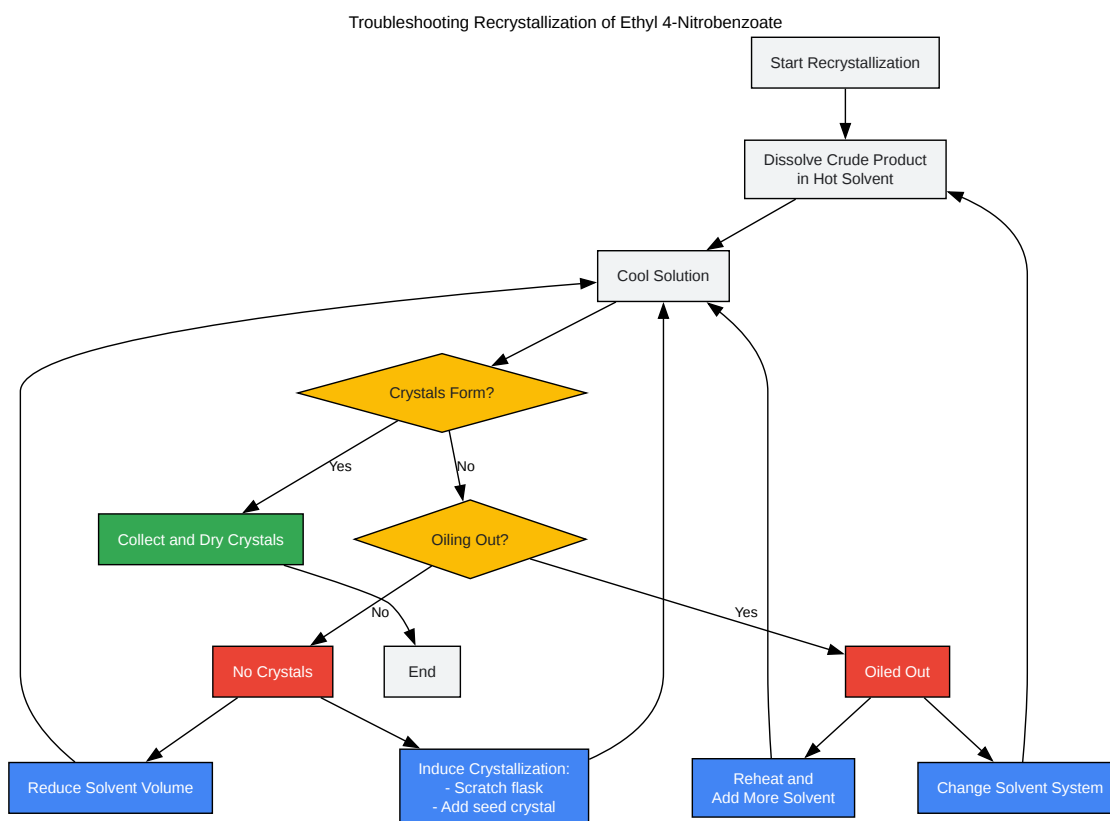 Troubleshooting Recrystallization of Ethyl 4-Nitrobenzoate
Start Recrystallization
Dissolve Crude Product
in Hot Solvent
Cool Solution
Crystals Form?
Yes
No
Collect and Dry Crystals
Oiling Out?
No
Yes
No Crystals
End
Oiled Out
Reduce Solvent Volume
Induce Crystallization:
- Scratch flask
- Add seed crystal
Reheat and
Add More Solvent
Change Solvent System